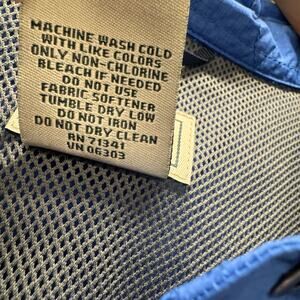 MACHINE WASH COLD
WITH LIKE COLORS
ONLY NON-CHLORINE
BLEACH IF NEEDED
DO NOT USE
FABRIC SOFTENER
TUMBLE DRY LOW
DO NOT IRON
DO NOT DRY CLEAN
RN 71341
VN 06303